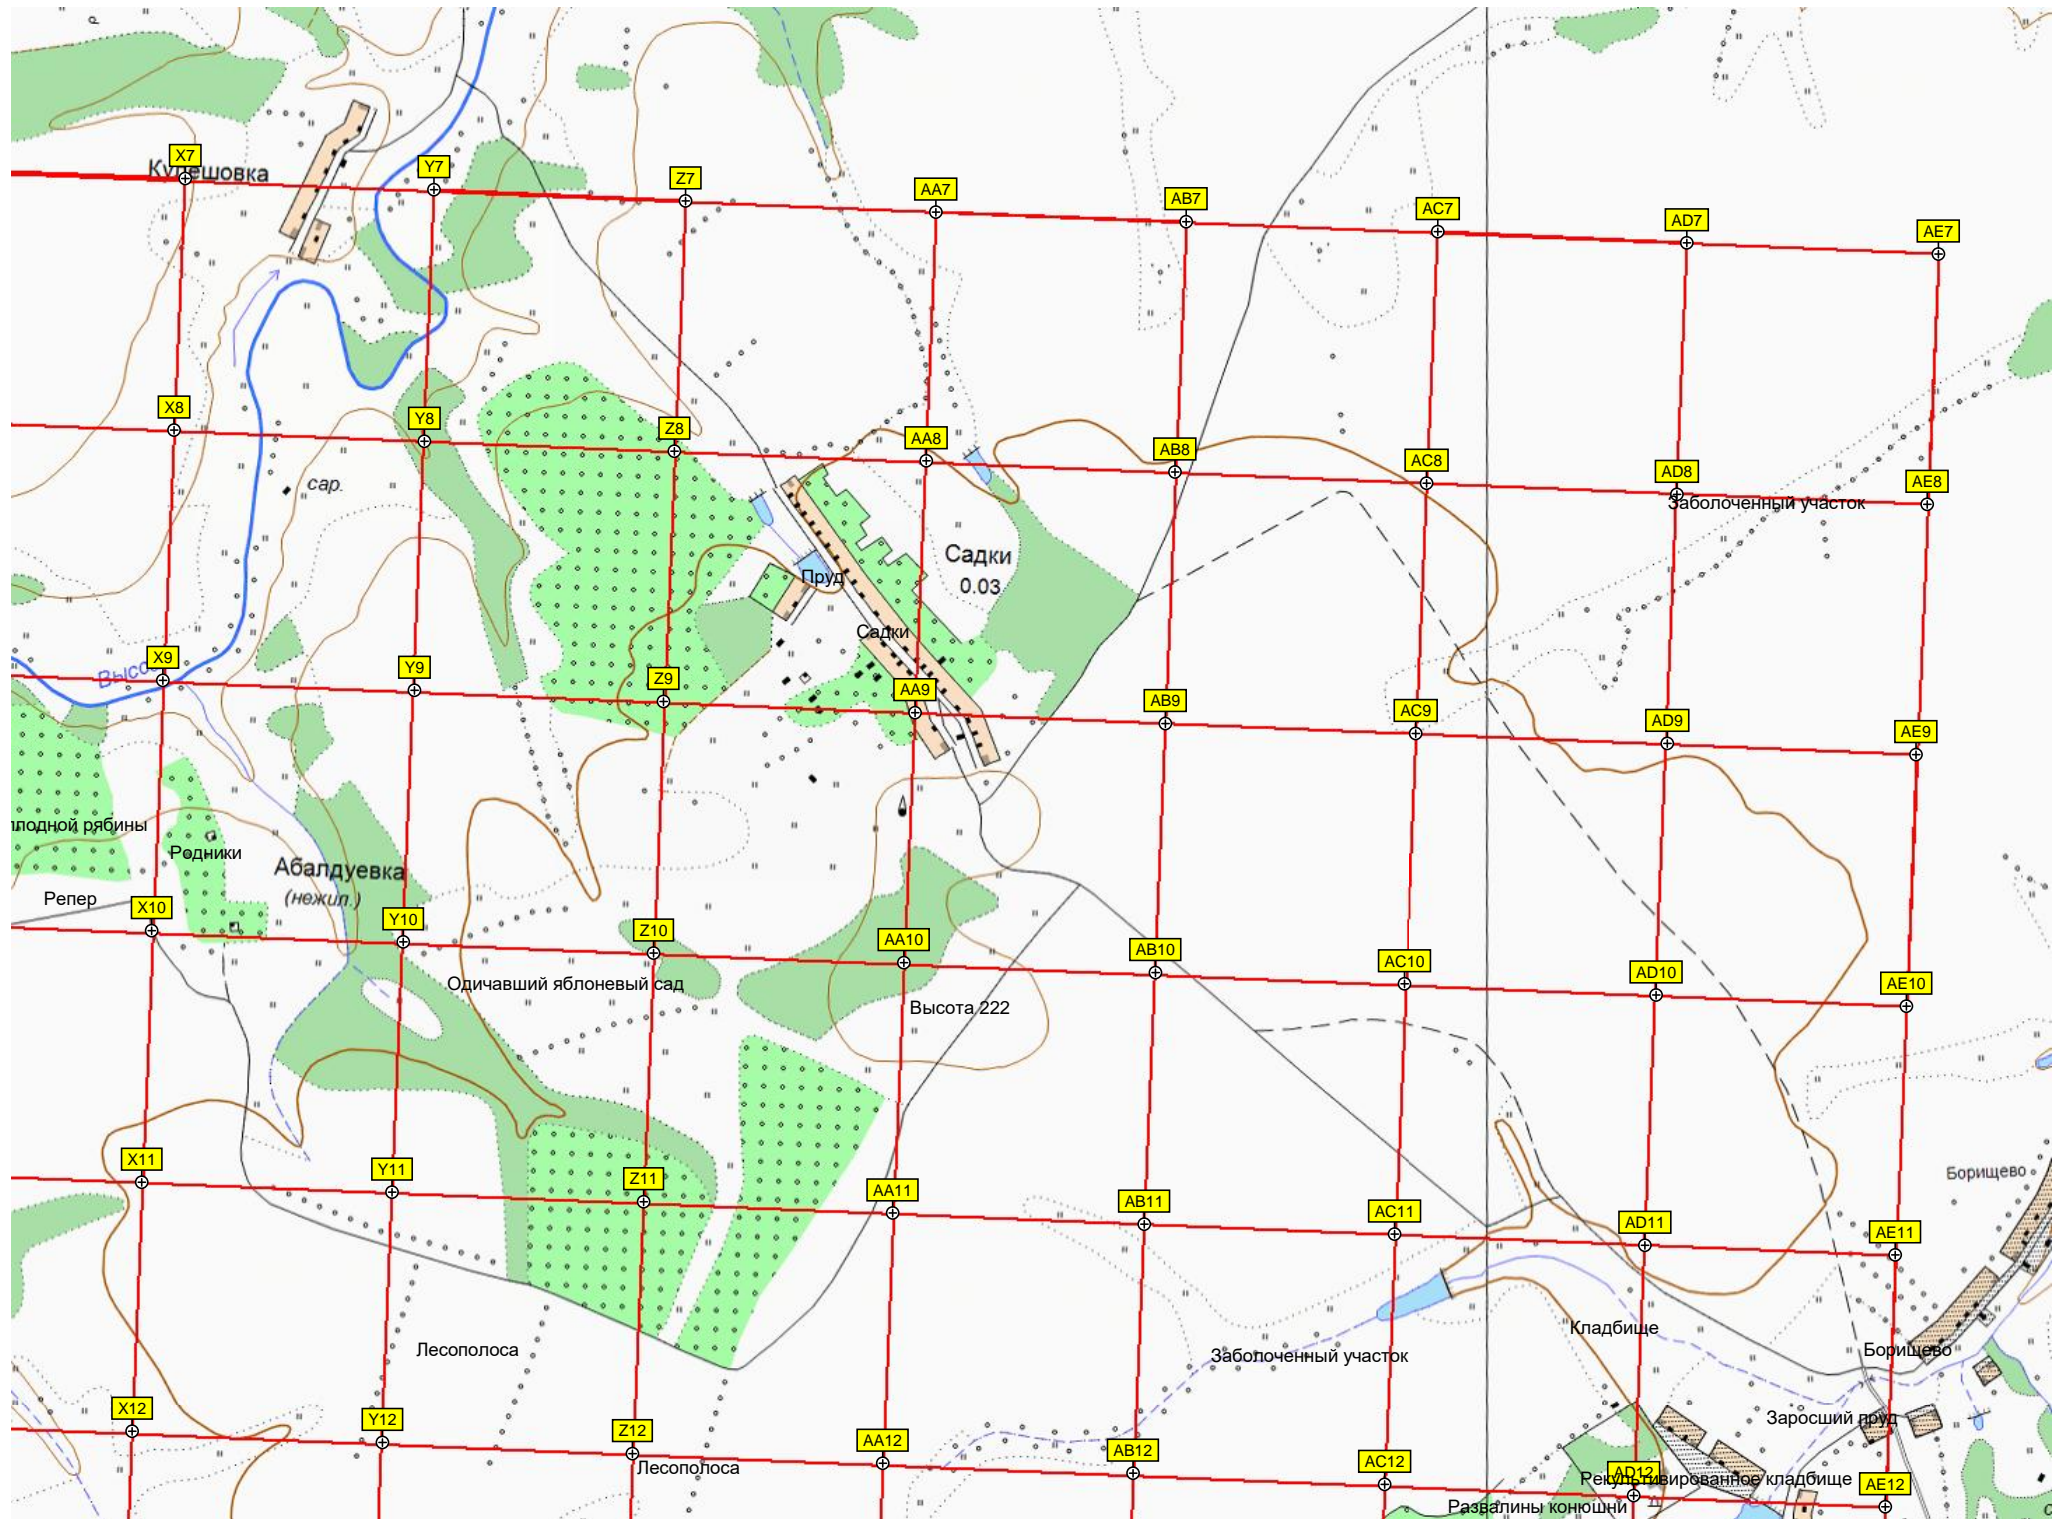 X7
Y7
Z7
AA7
AB7
AC7
AD7
AE7
X8
Y8
Z8
AA8
AB8
AC8
AD8
AE8
Заболоченный участок
сар.
Садки
0.03
Пруд
Садки
X9
Y9
Z9
AA9
AB9
AC9
AD9
AE9
рябины
Родники
Абалдуевка
(нежил.)
Репер
X10
Y10
Z10
AA10
AB10
AC10
AD10
AE10
Одичавший яблоневый сад
Высота 222
X11
Y11
Z11
AA11
AB11
AC11
AD11
AE11
Борищево
Кладбище
Лесополоса
Заболоченный участок
Борищево
X12
Y12
Z12
AA12
AB12
AC12
AD12
AE12
Заросший пруд
Лесополоса
Рекультивированное кладбище
Развалины конюшни